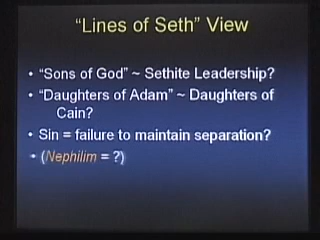 “Lines of Seth” View
• “Sons of God” ~ Sethite Leadership?
• “Daughters of Adam” ~ Daughters of
Cain?
• Sin = failure to maintain separation?
• (Nephilim = ?)